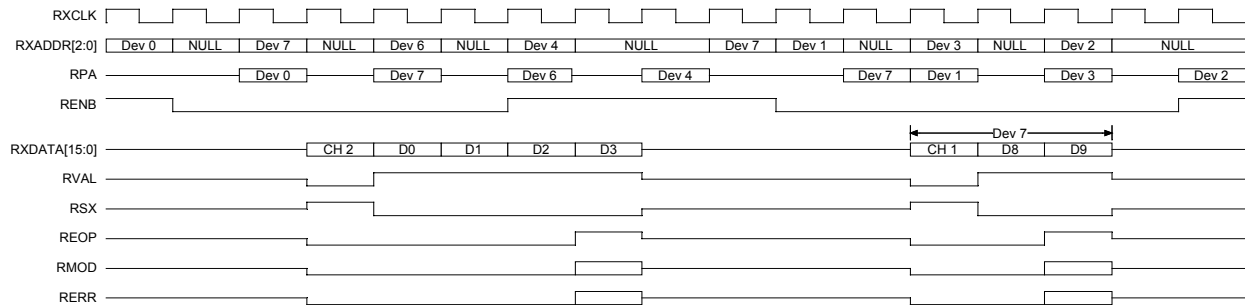 RXCLK
RXADDR[2:0] Dev 0 NULL Dev 7 NULL Dev 6 NULL Dev 4 NULL Dev 7 Dev 1 NULL Dev 3 NULL Dev 2 NULL
RPA Dev 0 Dev 7 Dev 6 Dev 4 Dev 7 Dev 1 Dev 3 Dev 2
RENB
Dev 7
RXDATA[15:0] CH 2 D0 D1 D2 D3 CH 1 D8 D9
RVAL
RSX
REOP
RMOD
RERR